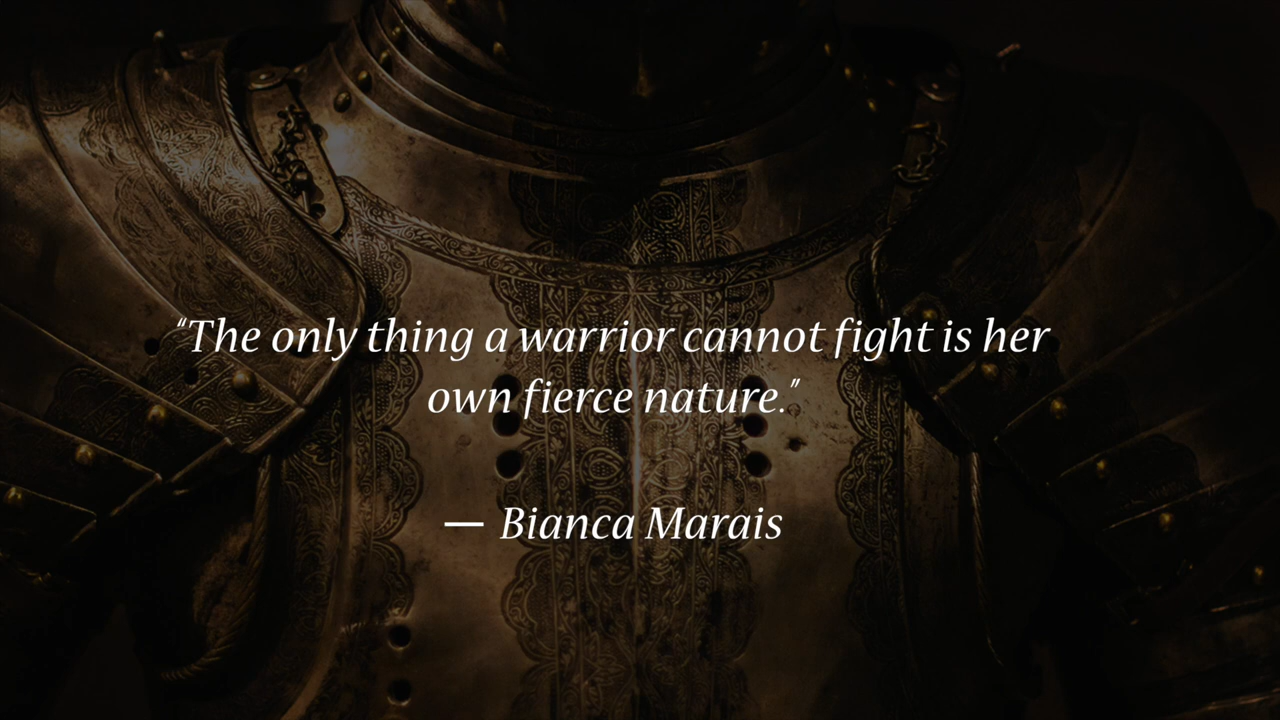 “The only thing a warrior cannot fight is her
own fierce nature.”
— Bianca Marais